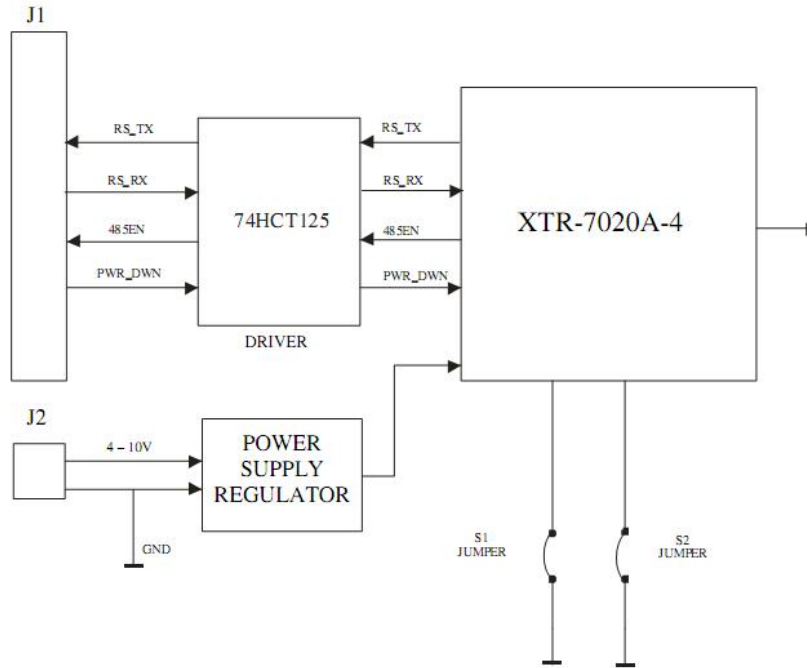 J1
RS_TX
RS_RX
485EN
PWR_DWN
74HCT125
DRIVER
RS_TX
RS_RX
485EN
PWR_DWN
XTR-7020A-4
J2
4 – 10V
GND
POWER
SUPPLY
REGULATOR
S1
JUMPER
S2
JUMPER